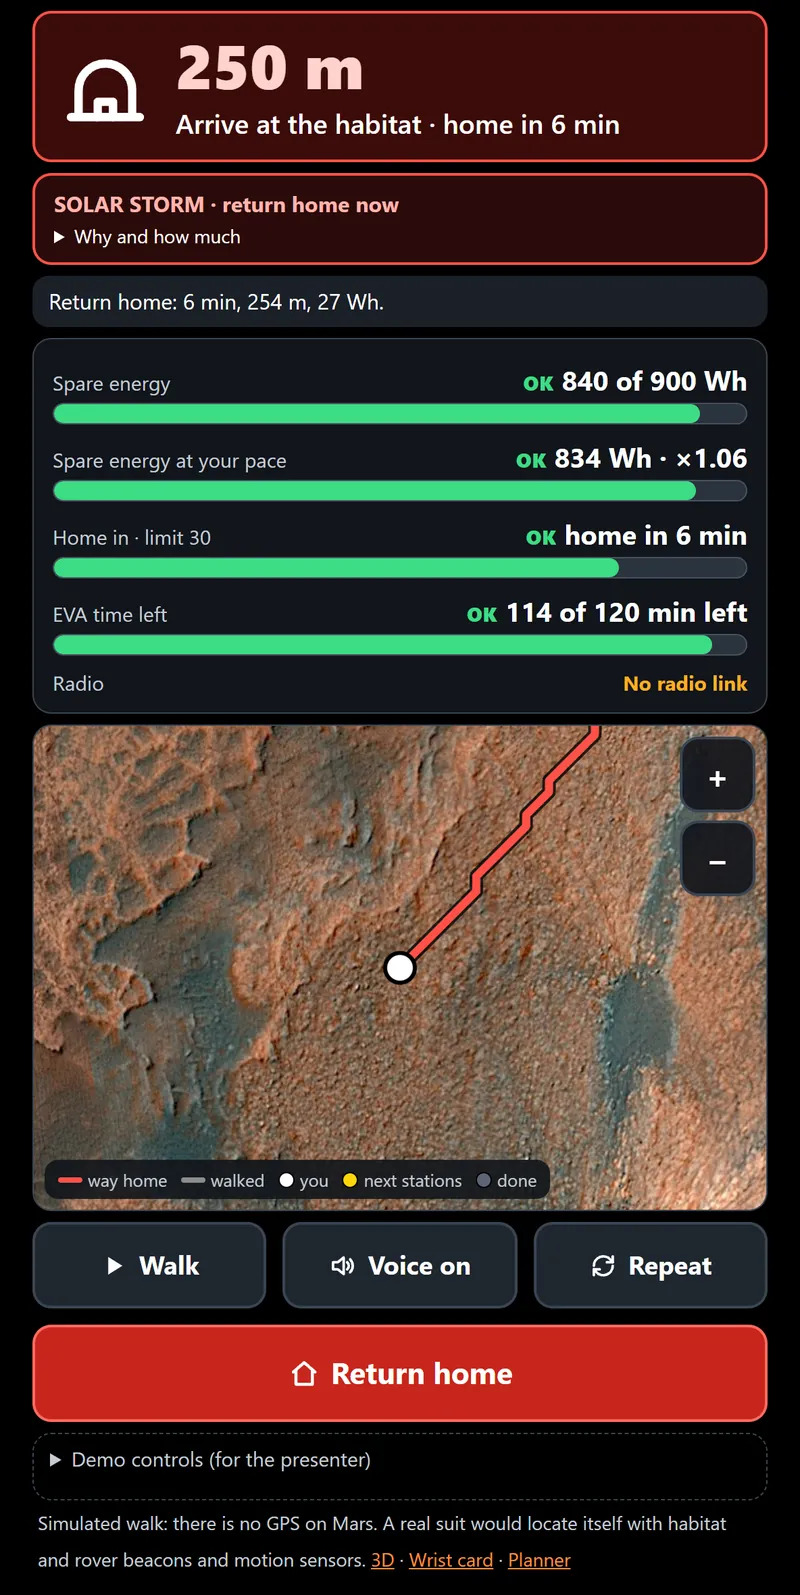 250 m
Arrive at the habitat · home in 6 min
SOLAR STORM · return home now
▶ Why and how much
Return home: 6 min, 254 m, 27 Wh.
Spare energy OK 840 of 900 Wh
Spare energy at your pace OK 834 Wh · ×1.06
Home in · limit 30 OK home in 6 min
EVA time left OK 114 of 120 min left
Radio No radio link
+
−
way home walked you next stations done
Walk Voice on Repeat
Return home
▶ Demo controls (for the presenter)
Simulated walk: there is no GPS on Mars. A real suit would locate itself with habitat
and rover beacons and motion sensors. 3D · Wrist card · Planner